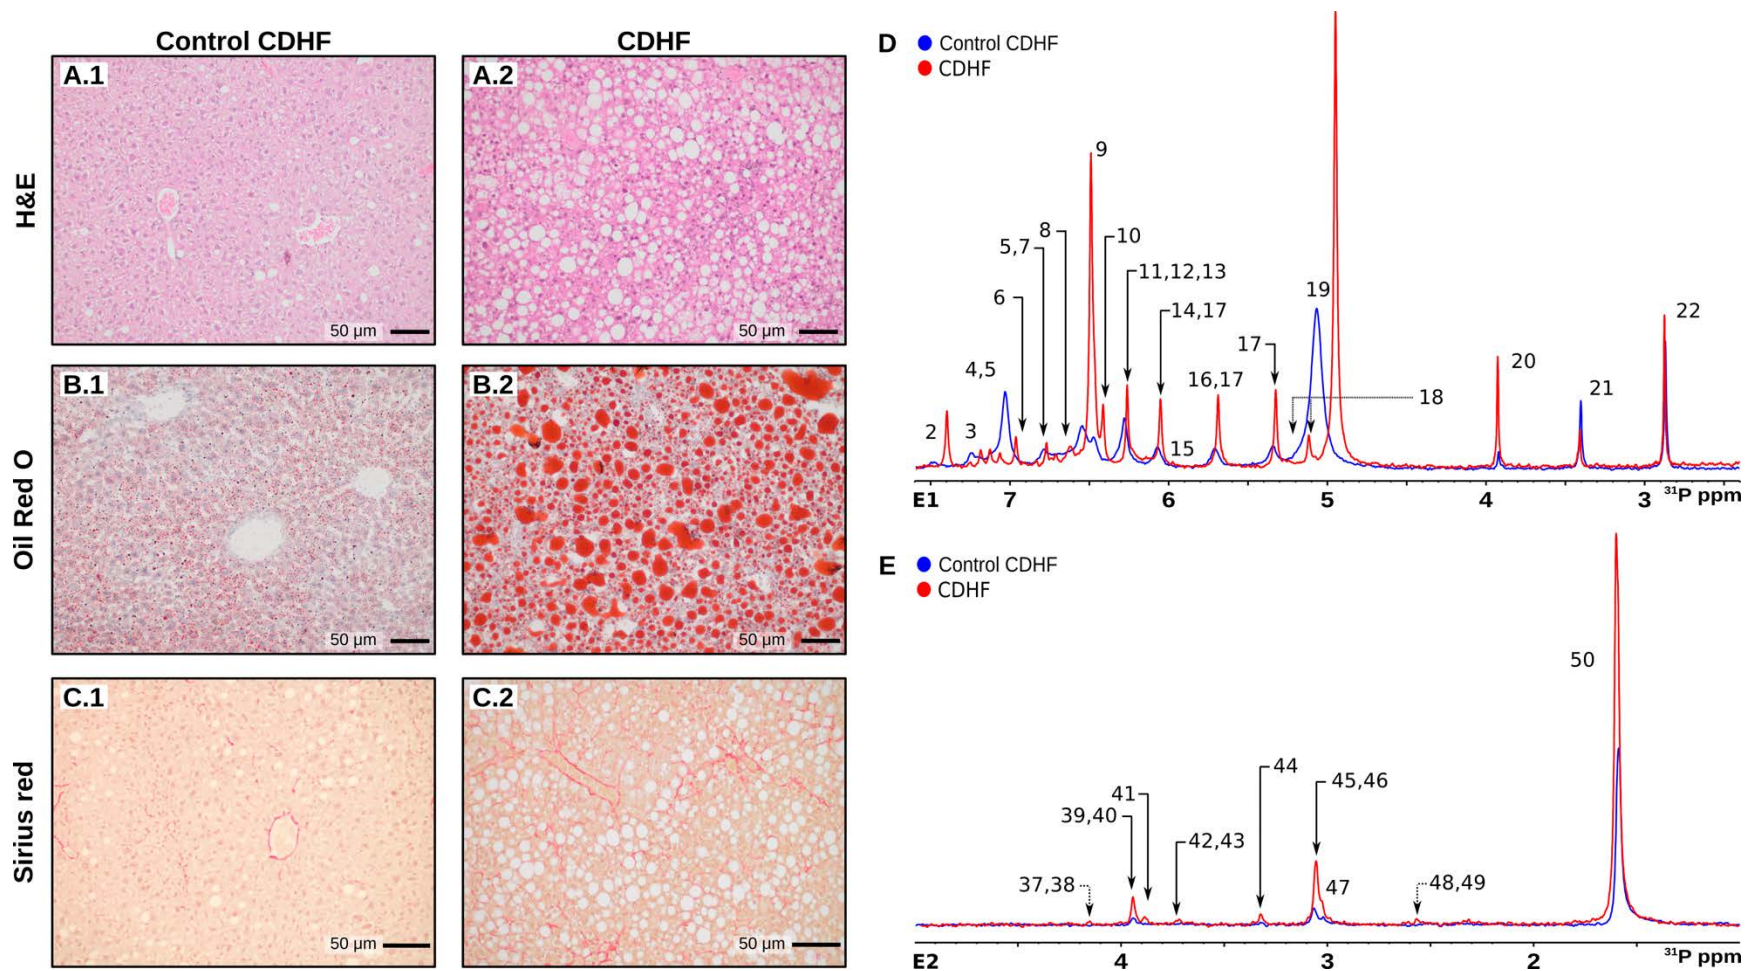 Control CDHF
CDHF
H&E
A.1
50 µm
A.2
50 µm
Oil Red O
B.1
50 µm
B.2
50 µm
Sirius red
C.1
50 µm
C.2
50 µm
D
Control CDHF
CDHF
2
3
4,5
6
5,7
8
9
10
11,12,13
14,17
15
16,17
17
18
19
20
21
22
E1
7
6
5
4
3
³¹P ppm
E
Control CDHF
CDHF
37,38
39,40
41
42,43
44
45,46
47
48,49
50
E2
4
3
2
³¹P ppm